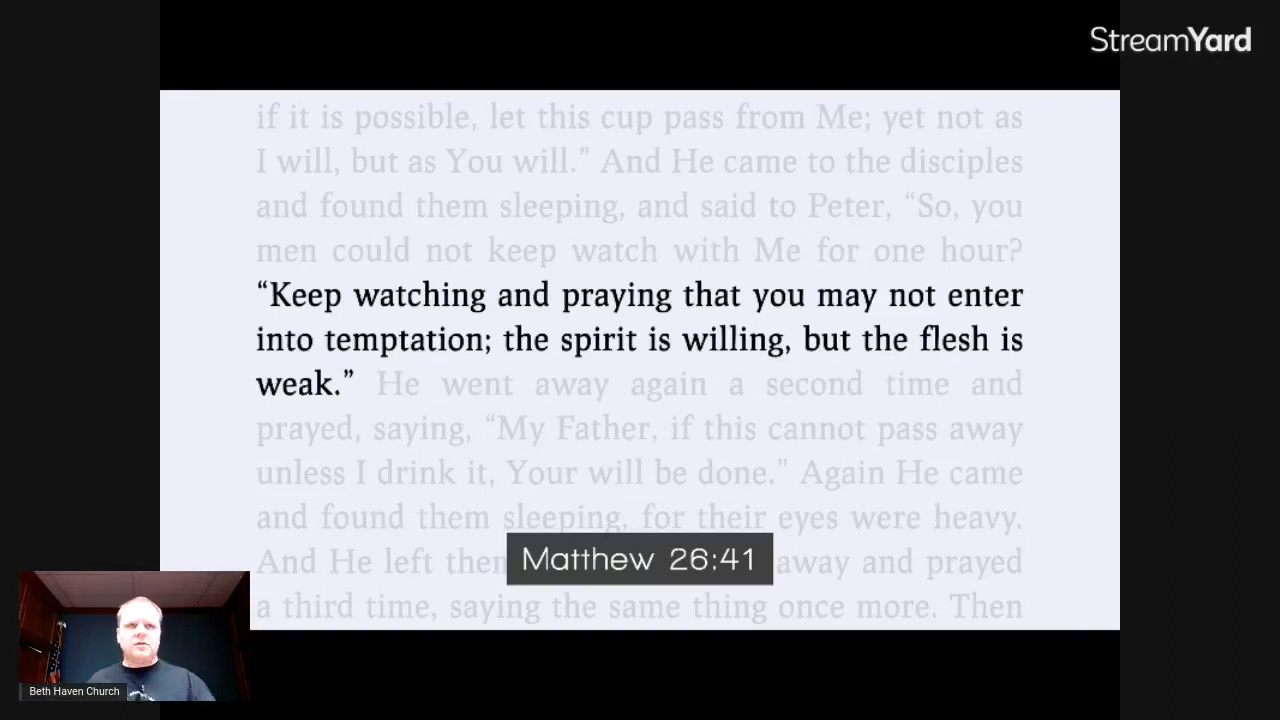 StreamYard
if it is possible, let this cup pass from Me; yet not as
I will, but as You will.” And He came to the disciples
and found them sleeping, and said to Peter, “So, you
men could not keep watch with Me for one hour?
“Keep watching and praying that you may not enter
into temptation; the spirit is willing, but the flesh is
weak.” He went away again a second time and
prayed, saying, “My Father, if this cannot pass away
unless I drink it, Your will be done.” Again He came
and found them sleeping, for their eyes were heavy.
And He left away and prayed
Matthew 26:41
a third time, saying the same thing once more. Then
Beth Haven Church